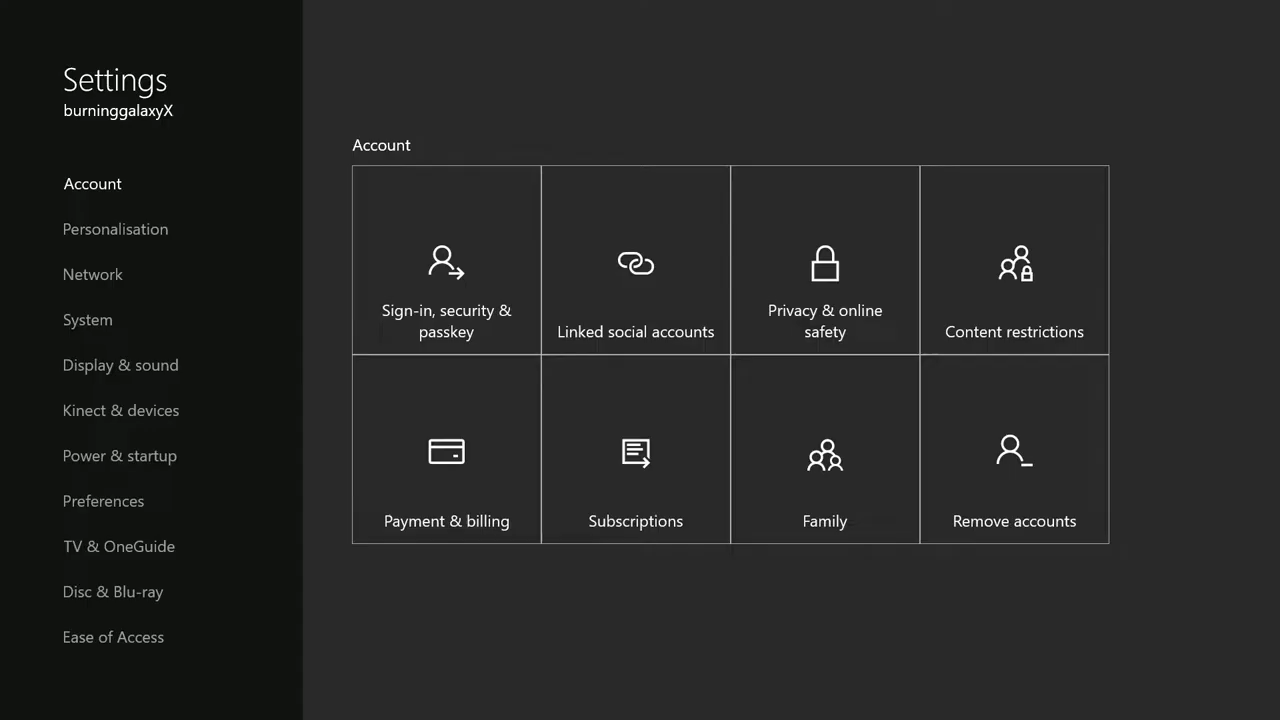 Settings
burninggalaxyX
Account
Personalisation
Network
System
Display & sound
Kinect & devices
Power & startup
Preferences
TV & OneGuide
Disc & Blu-ray
Ease of Access
Account
Sign-in, security &
passkey
Linked social accounts
Privacy & online
safety
Content restrictions
Payment & billing
Subscriptions
Family
Remove accounts